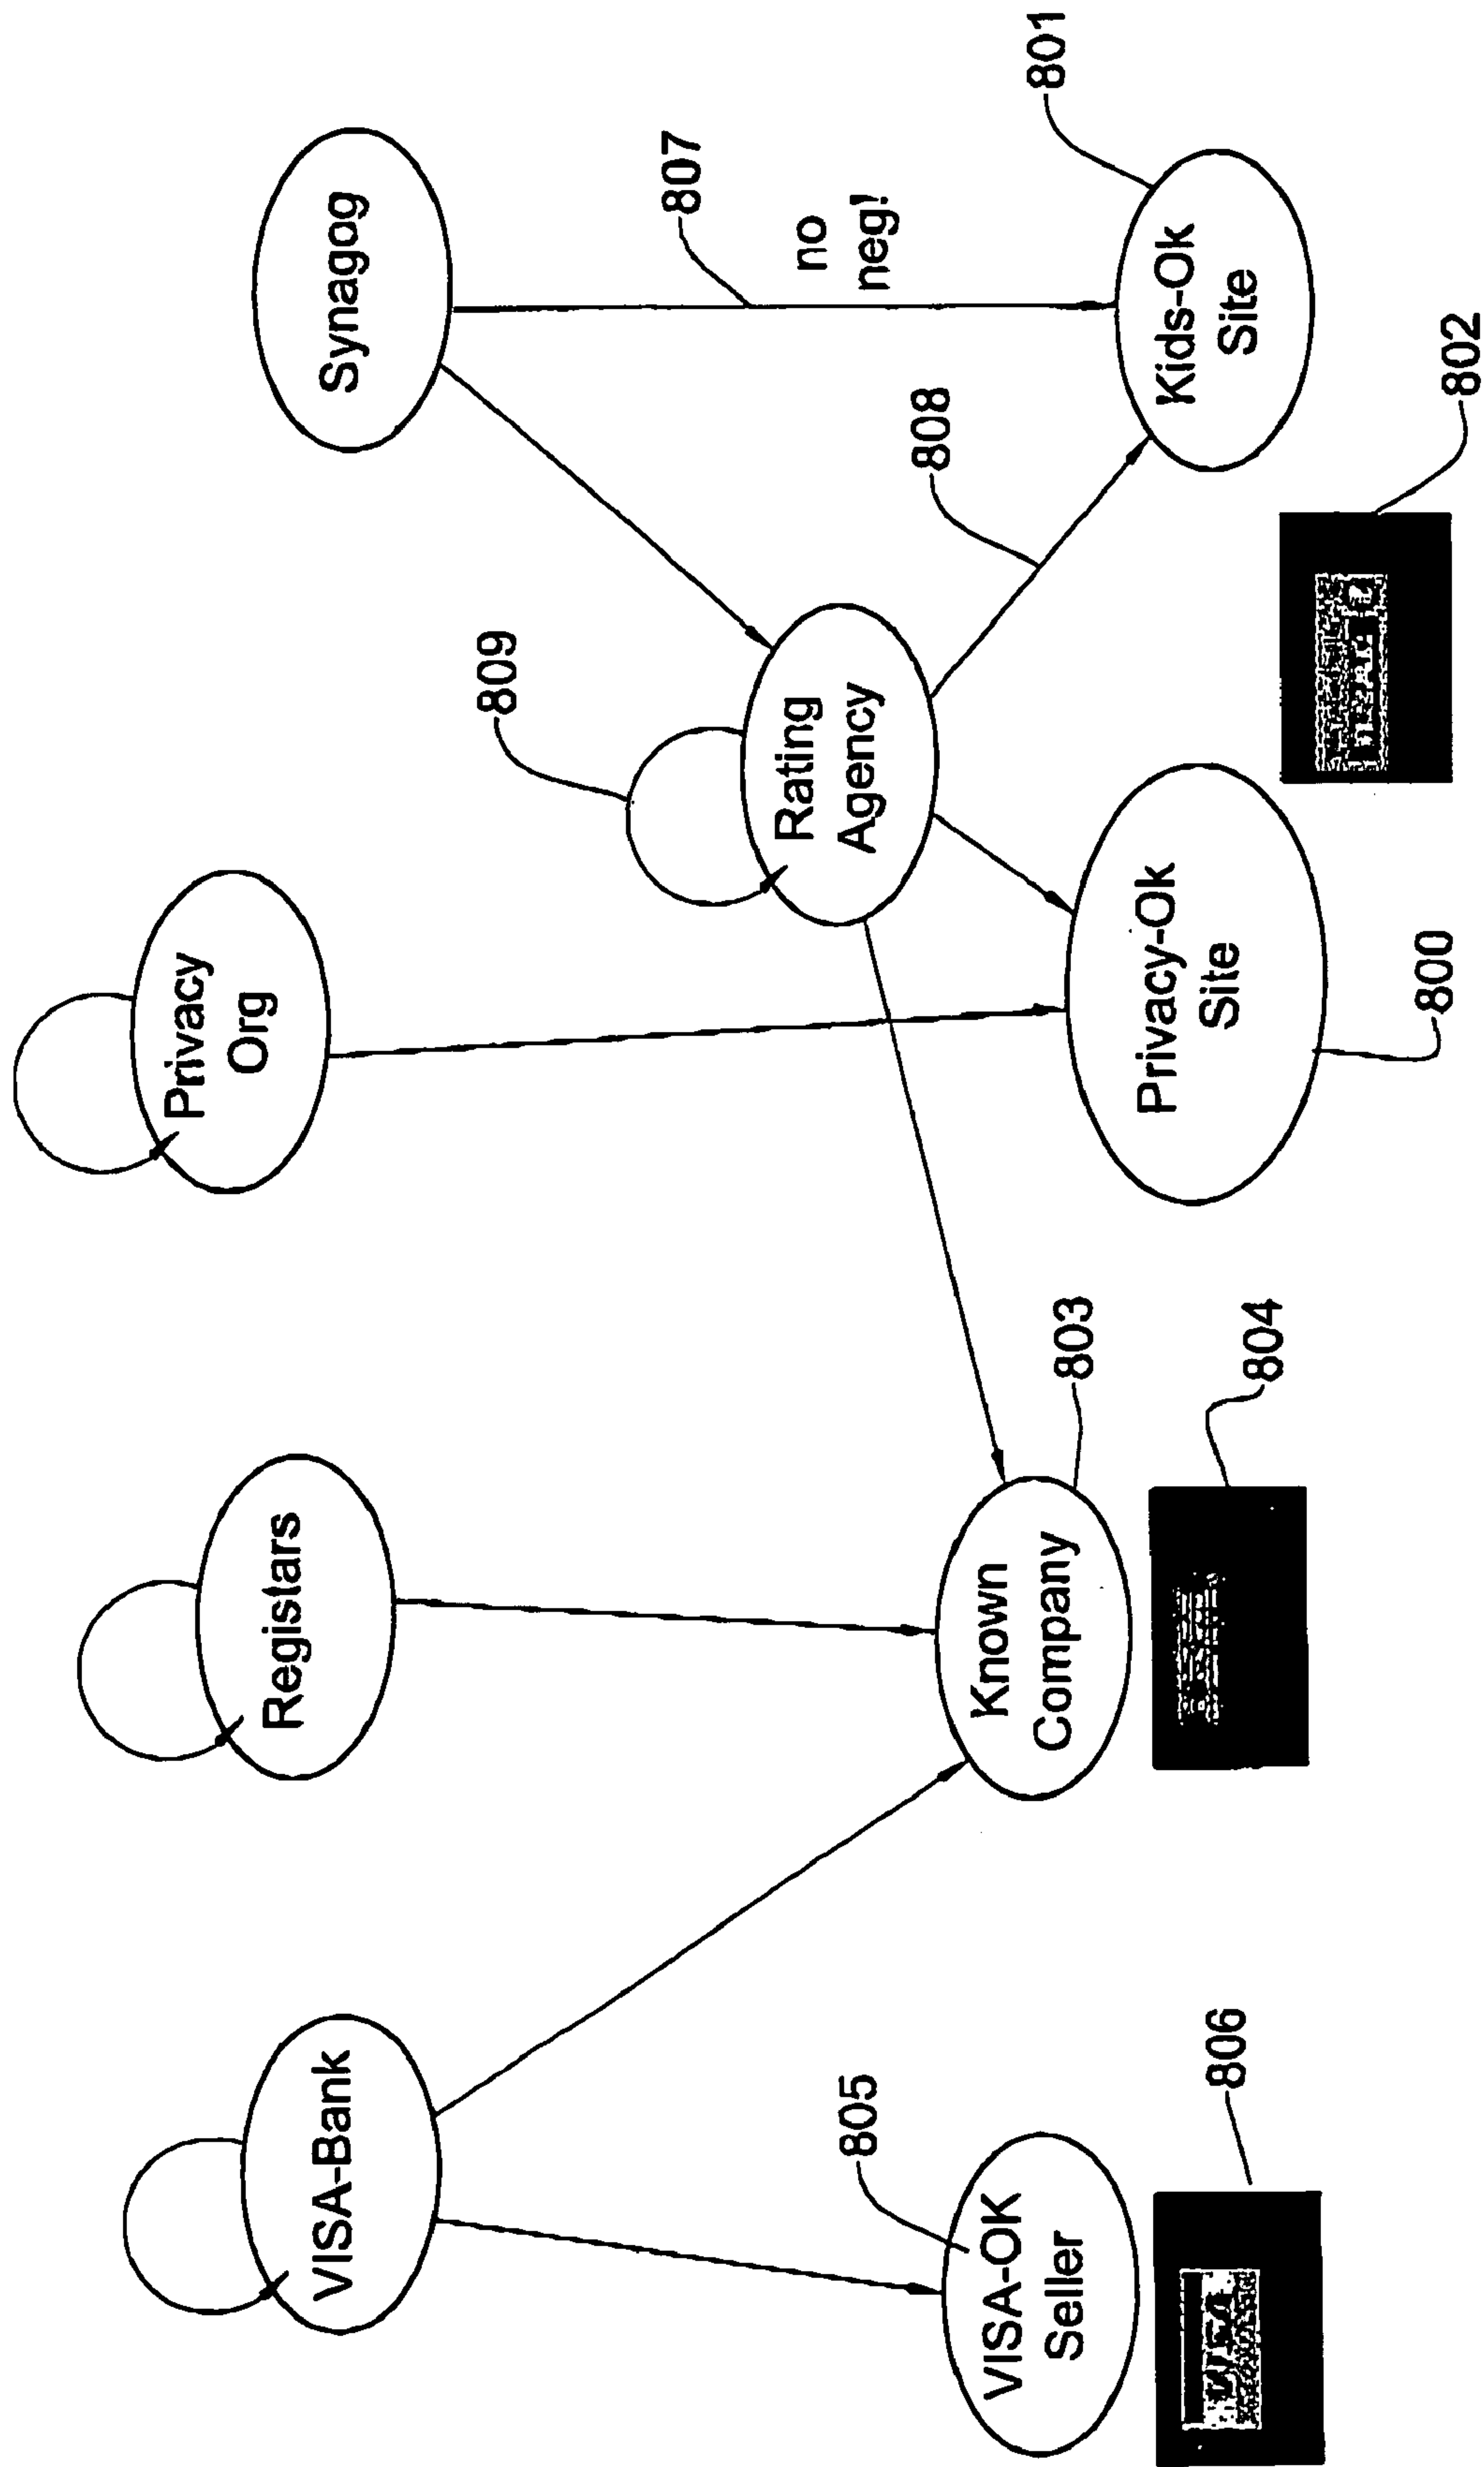 Privacy
Org
Registars
VISA-Bank
Synagog
809
807
no
neg!
Rating
Agency
808
801
805
VISA-OK
Seller
Known
Company
803
Privacy-Ok
Site
Kids-Ok
Site
806
VISA
804
800
802